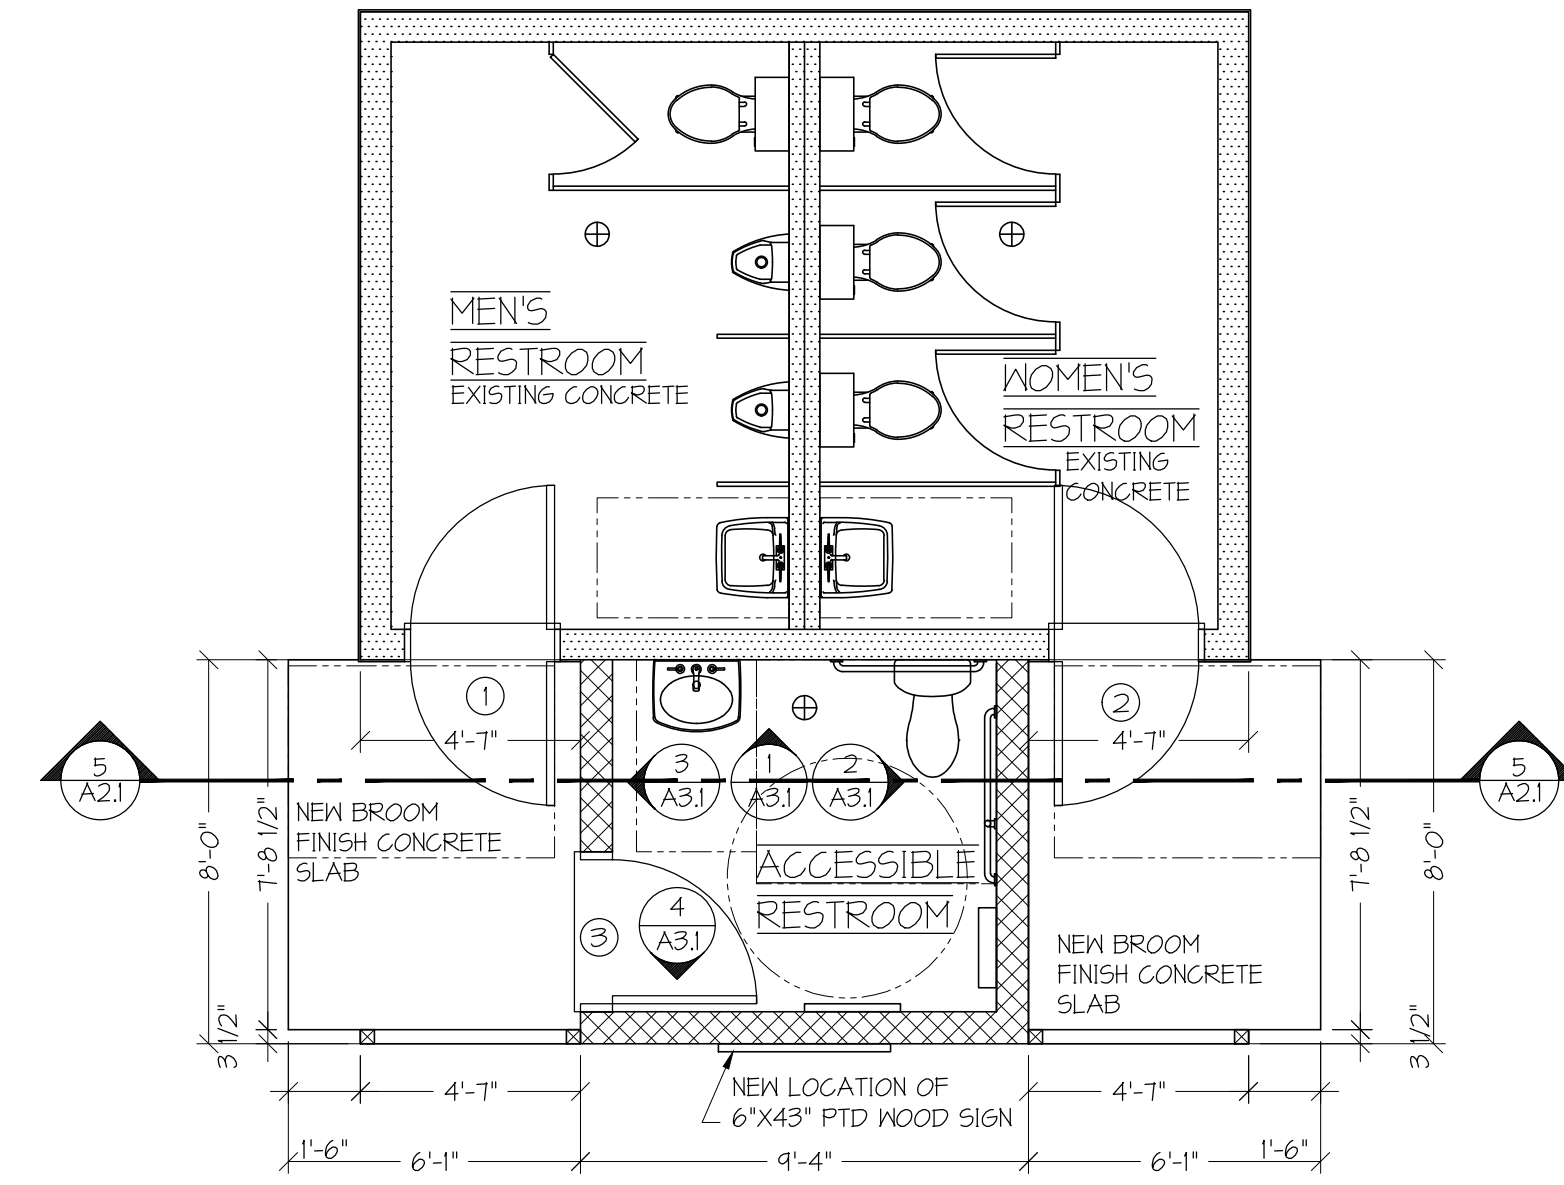 MEN'S
RESTROOM
EXISTING CONCRETE
WOMEN'S
RESTROOM
EXISTING
CONCRETE
1
2
4'-7"
4'-7"
5
A2.1
3
A3.1
1
A3.1
2
A3.1
5
A2.1
NEW BROOM
FINISH CONCRETE
SLAB
8'-0"
7'-8 1/2"
7'-8 1/2"
8'-0"
ACCESSIBLE
RESTROOM
4
A3.1
3
NEW BROOM
FINISH CONCRETE
SLAB
3 1/2"
3 1/2"
4'-7"
NEW LOCATION OF
6"X43" PTD WOOD SIGN
4'-7"
1'-6"
6'-1"
9'-4"
6'-1"
1'-6"